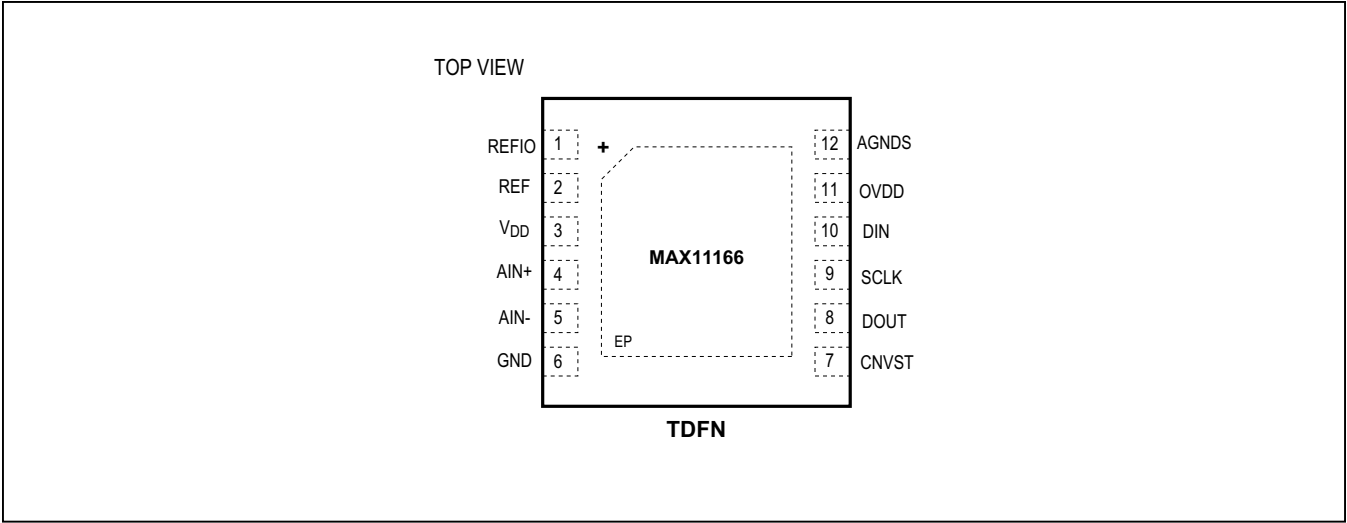 TOP VIEW
REFIO 1 + 12 AGNDS
REF 2 11 OVDD
VDD 3 10 DIN
MAX11166
AIN+ 4 9 SCLK
AIN- 5 8 DOUT
EP
GND 6 7 CNVST
TDFN